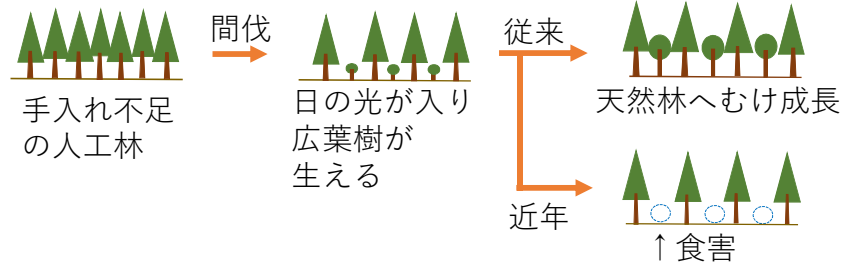 手入れ不足
の人工林
間伐
日の光が入り
広葉樹が
生える
従来
天然林へむけ成長
近年
↑食害